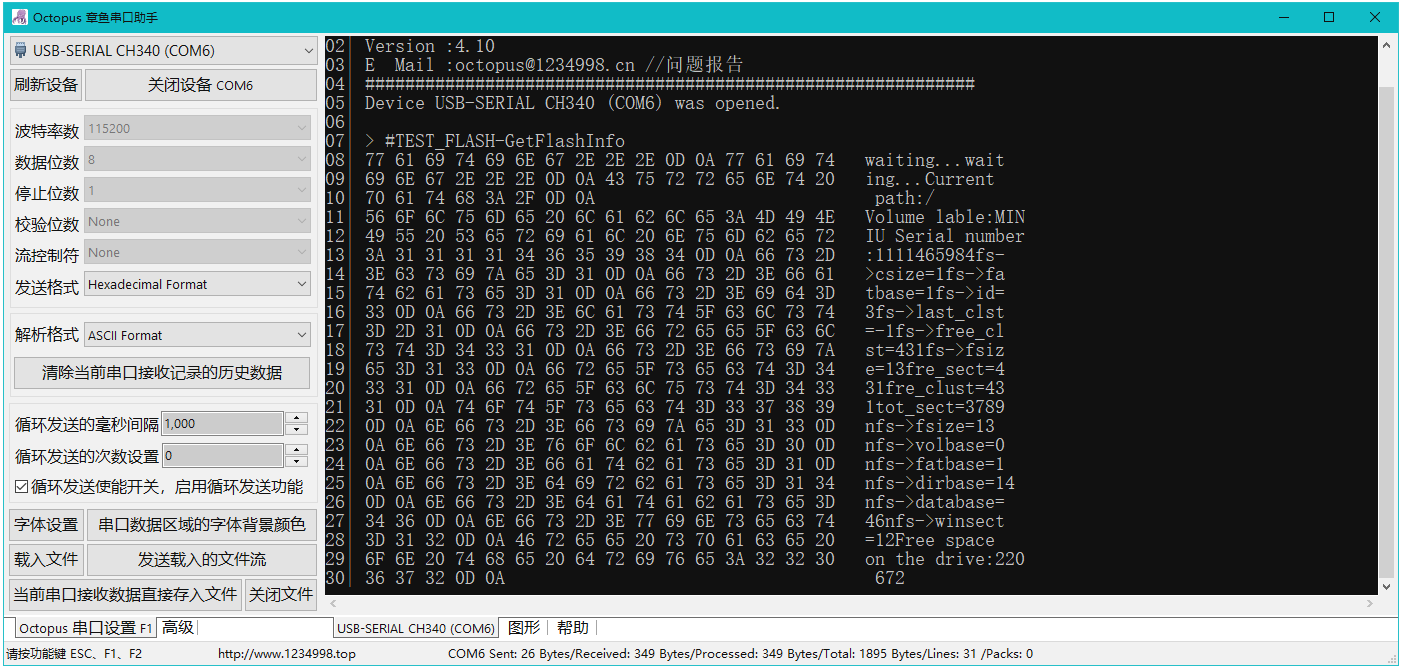 Octopus 章鱼串口助手
USB-SERIAL CH340 (COM6)
刷新设备 关闭设备 COM6
波特率数 115200
数据位数 8
停止位数 1
校验位数 None
流控制符 None
发送格式 Hexadecimal Format
解析格式 ASCII Format
清除当前串口接收记录的历史数据
循环发送的毫秒间隔 1,000
循环发送的次数设置 0
循环发送使能开关，启用循环发送功能
字体设置 串口数据区域的字体背景颜色
载入文件 发送载入的文件流
当前串口接收数据直接存入文件 关闭文件
Octopus 串口设置 F1 高级
02 Version :4.10
03 E Mail :octopus@1234998.cn //问题报告
04 #############################################################
05 Device USB-SERIAL CH340 (COM6) was opened.
06
07 > #TEST_FLASH-GetFlashInfo
08 77 61 69 74 69 6E 67 2E 2E 2E 0D 0A 77 61 69 74 waiting...wait
09 69 6E 67 2E 2E 2E 0D 0A 43 75 72 72 65 6E 74 20 ing...Current
10 70 61 74 68 3A 2F 0D 0A path:/
11 56 6F 6C 75 6D 65 20 6C 61 62 6C 65 3A 4D 49 4E Volume lable:MIN
12 49 55 20 53 65 72 69 61 6C 20 6E 75 6D 62 65 72 IU Serial number
13 3A 31 31 31 31 34 36 35 39 38 34 0D 0A 66 73 2D :1111465984fs-
14 3E 63 73 69 7A 65 3D 31 0D 0A 66 73 2D 3E 66 61 >csize=1fs->fa
15 74 62 61 73 65 3D 31 0D 0A 66 73 2D 3E 69 64 3D tbase=1fs->id=
16 33 0D 0A 66 73 2D 3E 6C 61 73 74 5F 63 6C 73 74 3fs->last_clst
17 3D 2D 31 0D 0A 66 73 2D 3E 66 72 65 65 5F 63 6C =-1fs->free_cl
18 73 74 3D 34 33 31 0D 0A 66 73 2D 3E 66 73 69 7A st=431fs->fsiz
19 65 3D 31 33 0D 0A 66 72 65 5F 73 65 63 74 3D 34 e=13fre_sect=4
20 33 31 0D 0A 66 72 65 5F 63 6C 75 73 74 3D 34 33 31fre_clust=43
21 31 0D 0A 74 6F 74 5F 73 65 63 74 3D 33 37 38 39 1tot_sect=3789
22 0D 0A 6E 66 73 2D 3E 66 73 69 7A 65 3D 31 33 0D nfs->fsize=13
23 0A 6E 66 73 2D 3E 76 6F 6C 62 61 73 65 3D 30 0D nfs->volbase=0
24 0A 6E 66 73 2D 3E 66 61 74 62 61 73 65 3D 31 0D nfs->fatbase=1
25 0A 6E 66 73 2D 3E 64 69 72 62 61 73 65 3D 31 34 nfs->dirbase=14
26 0D 0A 6E 66 73 2D 3E 64 61 74 61 62 61 73 65 3D nfs->database=
27 34 36 0D 0A 6E 66 73 2D 3E 77 69 6E 73 65 63 74 46nfs->winsect
28 3D 31 32 0D 0A 46 72 65 65 20 73 70 61 63 65 20 =12Free space
29 6F 6E 20 74 68 65 20 64 72 69 76 65 3A 32 32 30 on the drive:220
30 36 37 32 0D 0A 672
USB-SERIAL CH340 (COM6) 图形 帮助
请按功能键 ESC、F1、F2 http://www.1234998.top COM6 Sent: 26 Bytes/Received: 349 Bytes/Processed: 349 Bytes/Total: 1895 Bytes/Lines: 31 /Packs: 0